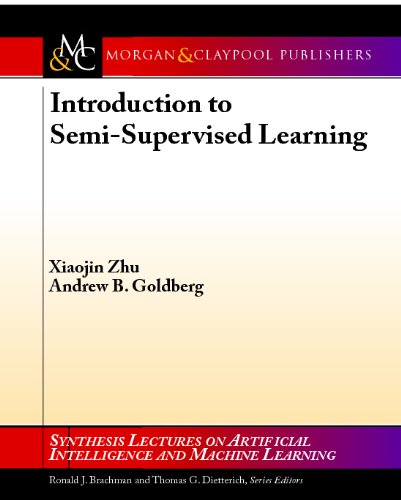 M&C MORGAN & CLAYPOOL PUBLISHERS
Introduction to
Semi-Supervised Learning
Xiaojin Zhu
Andrew B. Goldberg
SYNTHESIS LECTURES ON ARTIFICIAL
INTELLIGENCE AND MACHINE LEARNING
Ronald J. Brachman and Thomas G. Dietterich, Series Editors